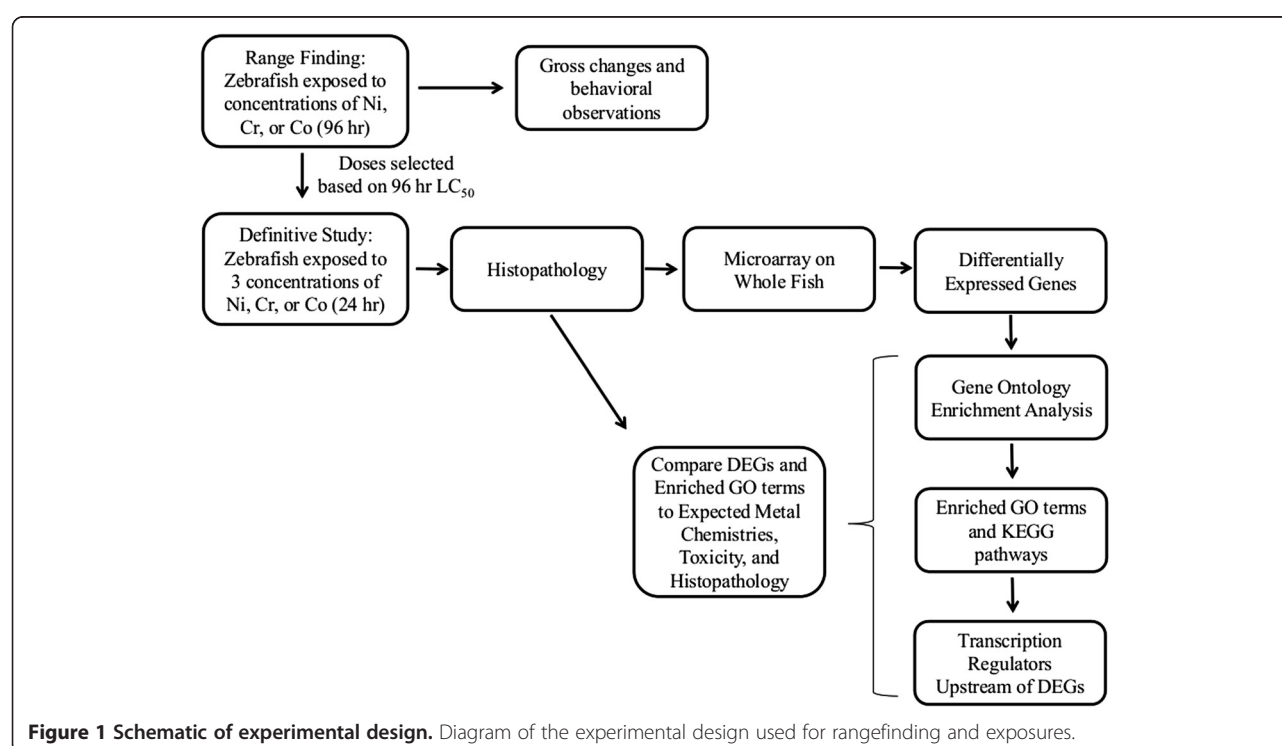 Range Finding:
Zebrafish exposed to
concentrations of Ni,
Cr, or Co (96 hr)
Gross changes and
behavioral
observations
Doses selected
based on 96 hr LC50
Definitive Study:
Zebrafish exposed to
3 concentrations of
Ni, Cr, or Co (24 hr)
Histopathology
Microarray on
Whole Fish
Differentially
Expressed Genes
Gene Ontology
Enrichment Analysis
Compare DEGs and
Enriched GO terms
to Expected Metal
Chemistries,
Toxicity, and
Histopathology
Enriched GO terms
and KEGG
pathways
Transcription
Regulators
Upstream of DEGs
Figure 1 Schematic of experimental design. Diagram of the experimental design used for rangefinding and exposures.